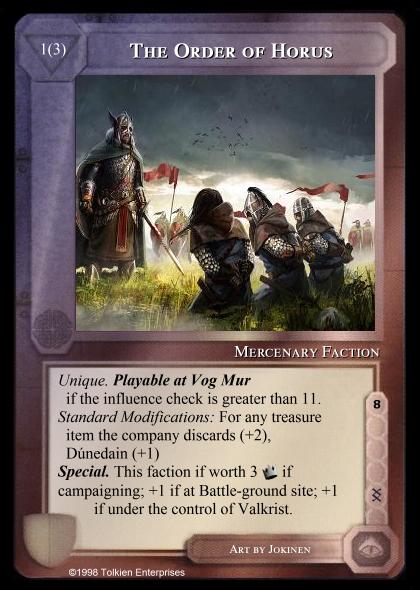 1(3)
The Order of Horus
Mercenary Faction
Unique. Playable at Vog Mur
if the influence check is greater than 11.
Standard Modifications: For any treasure
item the company discards (+2),
Dúnedain (+1)
Special. This faction if worth 3 if
campaigning; +1 if at Battle-ground site; +1
if under the control of Valkrist.
8
Art by Jokinen
©1998 Tolkien Enterprises